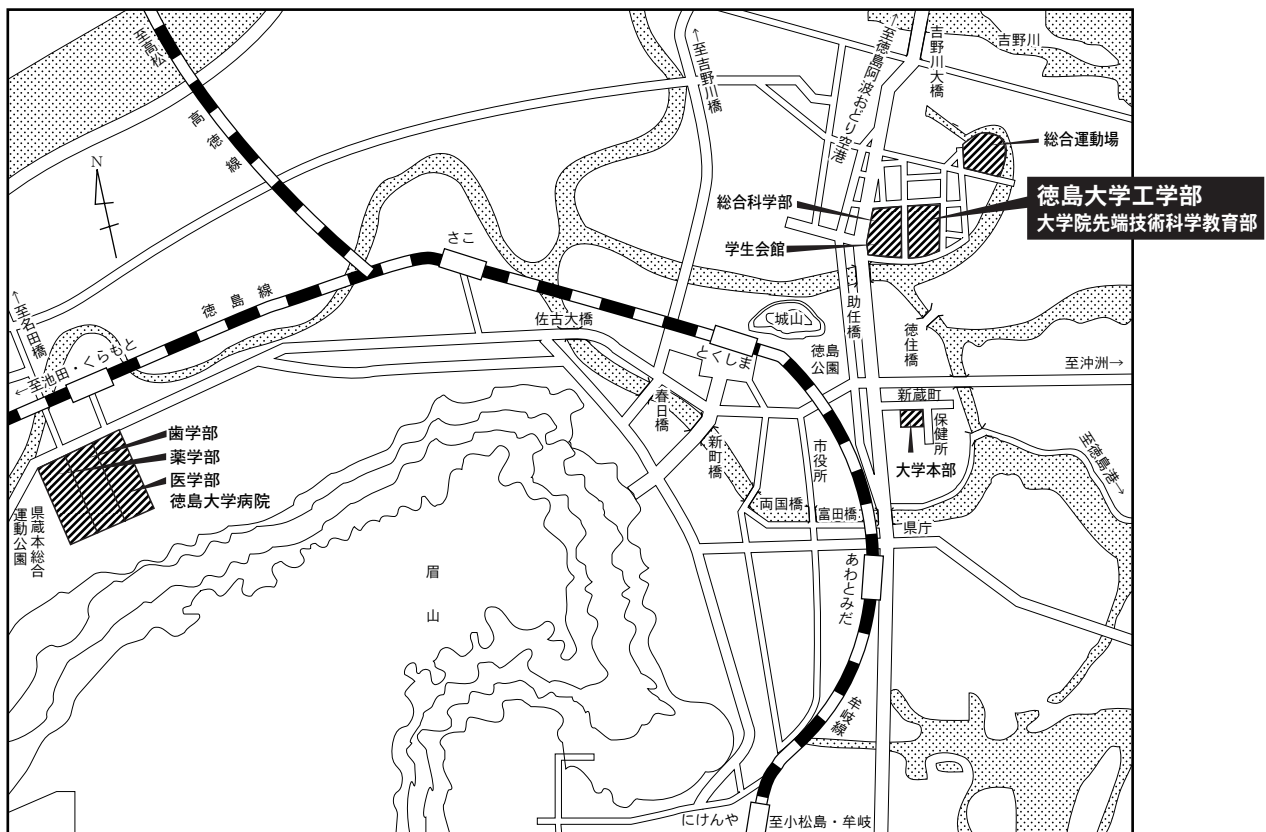 至高松
高徳線
N
←至吉野川橋
←至徳島阿波おどり空港
吉野川大橋
吉野川
総合運動場
徳島大学工学部
大学院先端技術科学教育部
総合科学部
学生会館
さこ
徳島線
←至名田橋
←至池田・くらもと
佐古大橋
とくしま
城山
徳島
公園
助任橋
徳住橋
至沖洲→
新蔵町
保健所
大学本部
春日橋
新町橋
市役所
両国橋
富田橋
県庁
至徳島港→
歯学部
薬学部
医学部
徳島大学病院
県蔵本総合
運動公園
眉山
あわとみだ
牟岐線
にけんや
至小松島・牟岐